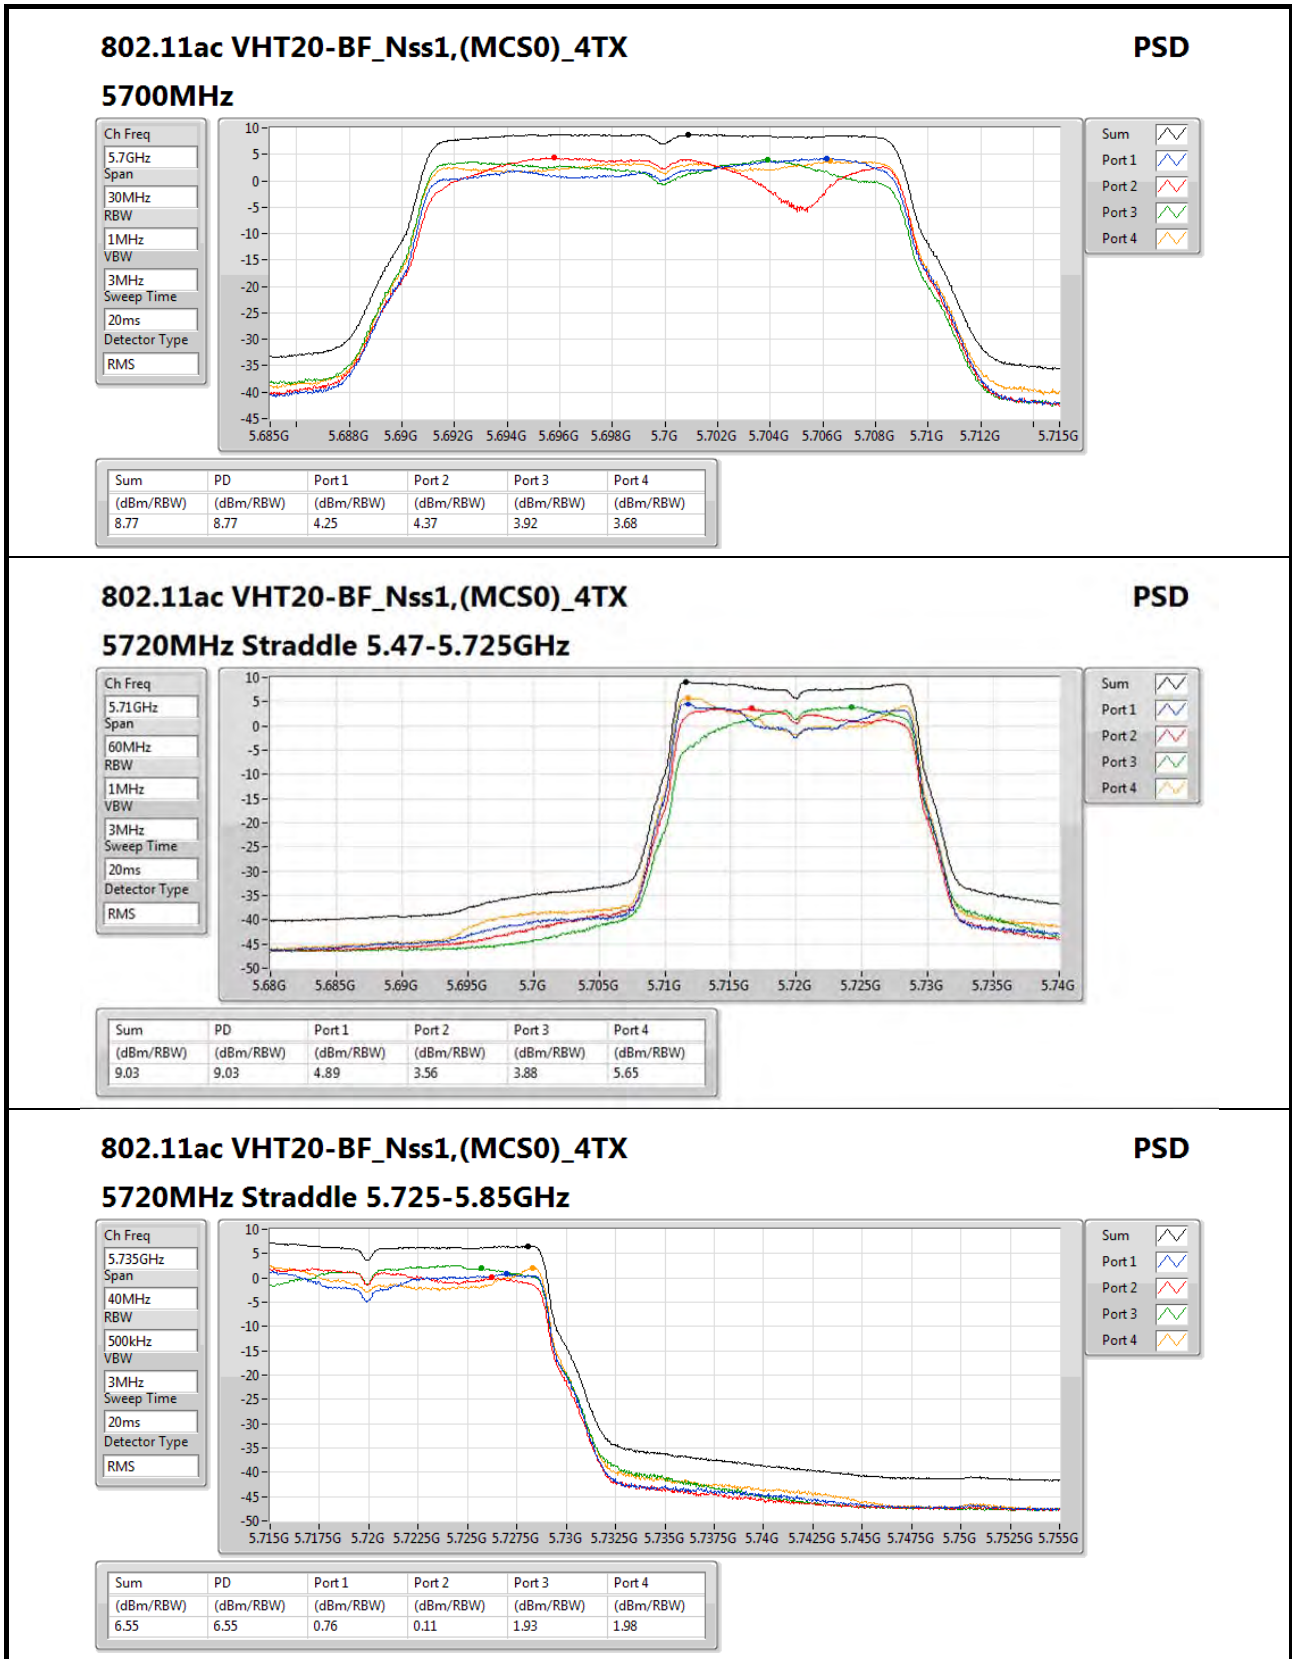 802.11ac VHT20-BF_Nss1,(MCS0)_4TX PSD
5700MHz
Ch Freq
5.7GHz
Span
30MHz
RBW
1MHz
VBW
3MHz
Sweep Time
20ms
Detector Type
RMS
10
5
0
-5
-10
-15
-20
-25
-30
-35
-40
-45
5.685G 5.688G 5.69G 5.692G 5.694G 5.696G 5.698G 5.7G 5.702G 5.704G 5.706G 5.708G 5.71G 5.712G 5.715G
Sum
Port 1
Port 2
Port 3
Port 4
Sum PD Port 1 Port 2 Port 3 Port 4
(dBm/RBW) (dBm/RBW) (dBm/RBW) (dBm/RBW) (dBm/RBW) (dBm/RBW)
8.77 8.77 4.25 4.37 3.92 3.68
802.11ac VHT20-BF_Nss1,(MCS0)_4TX PSD
5720MHz Straddle 5.47-5.725GHz
Ch Freq
5.71GHz
Span
60MHz
RBW
1MHz
VBW
3MHz
Sweep Time
20ms
Detector Type
RMS
10
5
0
-5
-10
-15
-20
-25
-30
-35
-40
-45
-50
5.68G 5.685G 5.69G 5.695G 5.7G 5.705G 5.71G 5.715G 5.72G 5.725G 5.73G 5.735G 5.74G
Sum
Port 1
Port 2
Port 3
Port 4
Sum PD Port 1 Port 2 Port 3 Port 4
(dBm/RBW) (dBm/RBW) (dBm/RBW) (dBm/RBW) (dBm/RBW) (dBm/RBW)
9.03 9.03 4.89 3.56 3.88 5.65
802.11ac VHT20-BF_Nss1,(MCS0)_4TX PSD
5720MHz Straddle 5.725-5.85GHz
Ch Freq
5.735GHz
Span
40MHz
RBW
500kHz
VBW
3MHz
Sweep Time
20ms
Detector Type
RMS
10
5
0
-5
-10
-15
-20
-25
-30
-35
-40
-45
-50
5.715G 5.7175G 5.72G 5.7225G 5.725G 5.7275G 5.73G 5.7325G 5.735G 5.7375G 5.74G 5.7425G 5.745G 5.7475G 5.75G 5.7525G 5.755G
Sum
Port 1
Port 2
Port 3
Port 4
Sum PD Port 1 Port 2 Port 3 Port 4
(dBm/RBW) (dBm/RBW) (dBm/RBW) (dBm/RBW) (dBm/RBW) (dBm/RBW)
6.55 6.55 0.76 0.11 1.93 1.98